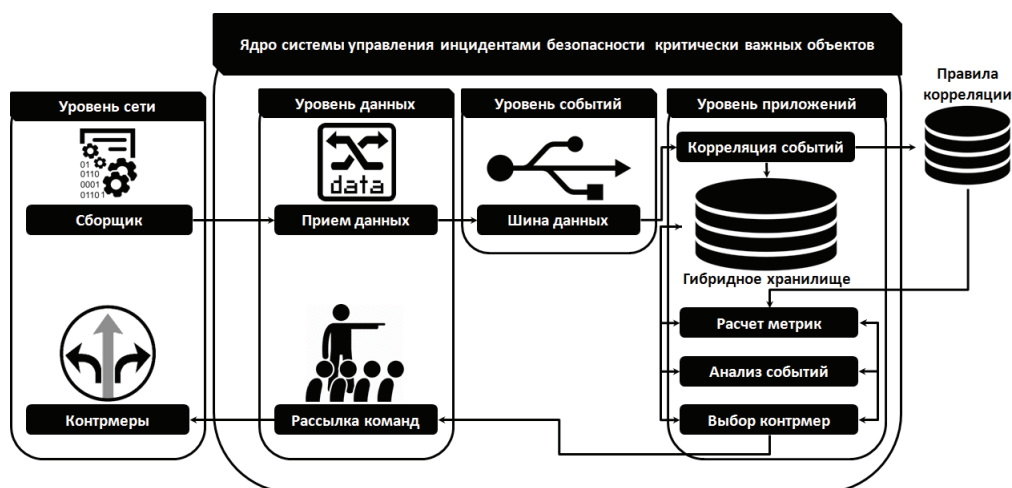 Ядро системы управления инцидентами безопасности критически важных объектов
Правила
корреляции
Уровень сети
Уровень данных
Уровень событий
Уровень приложений
01
0110
0001
01101
data
Корреляция событий
Сборщик
Прием данных
Шина данных
Гибридное хранилище
Расчет метрик
Анализ событий
Контрмеры
Рассылка команд
Выбор контрмер